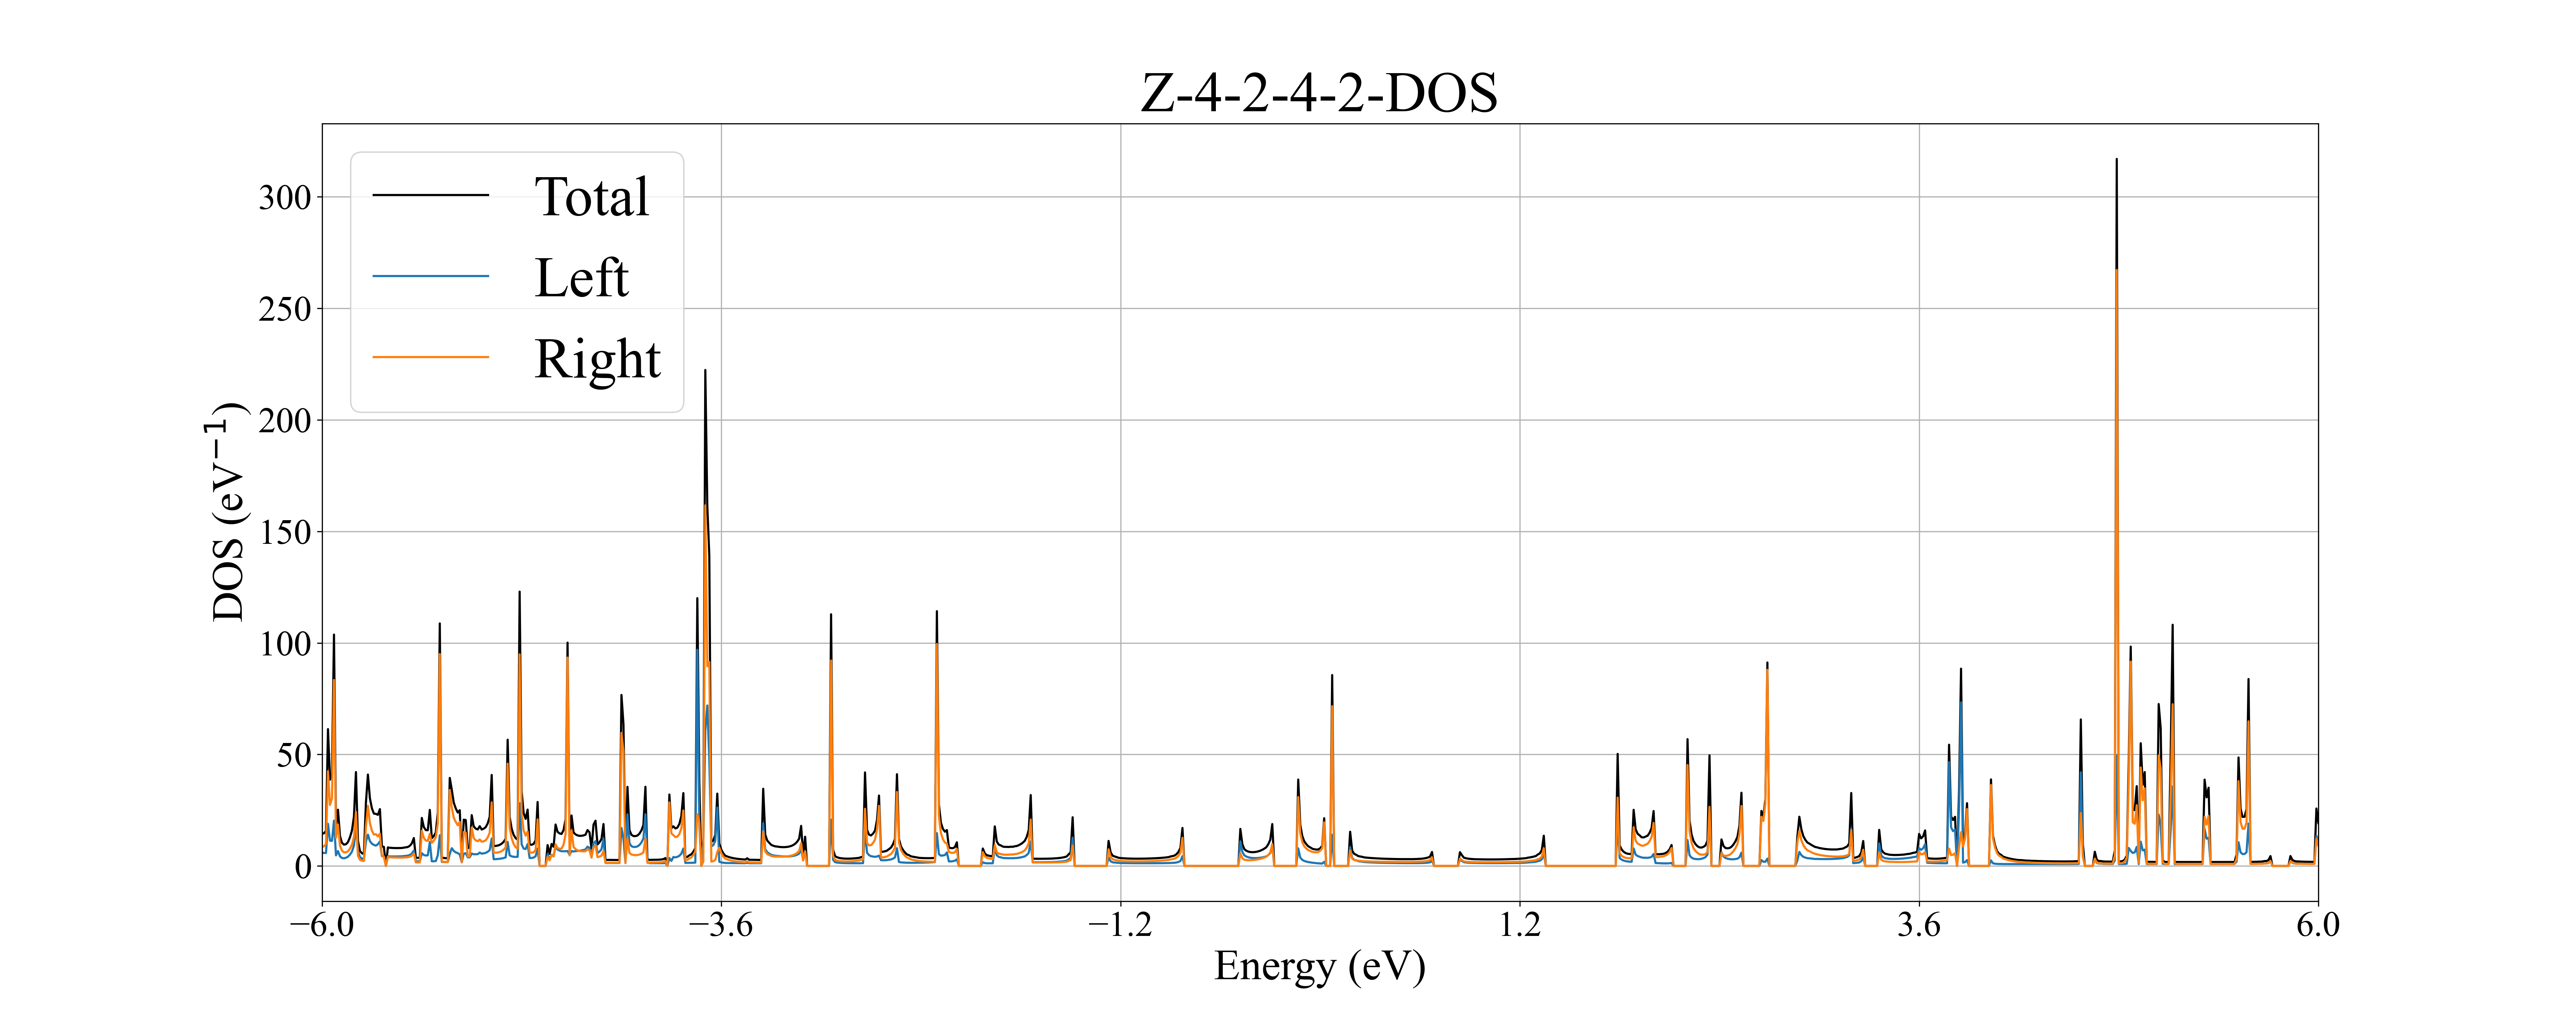 Z-4-2-4-2-DOS
Total
Left
Right
DOS (eV⁻¹)
300
250
200
150
100
50
0
−6.0 −3.6 −1.2 1.2 3.6 6.0
Energy (eV)